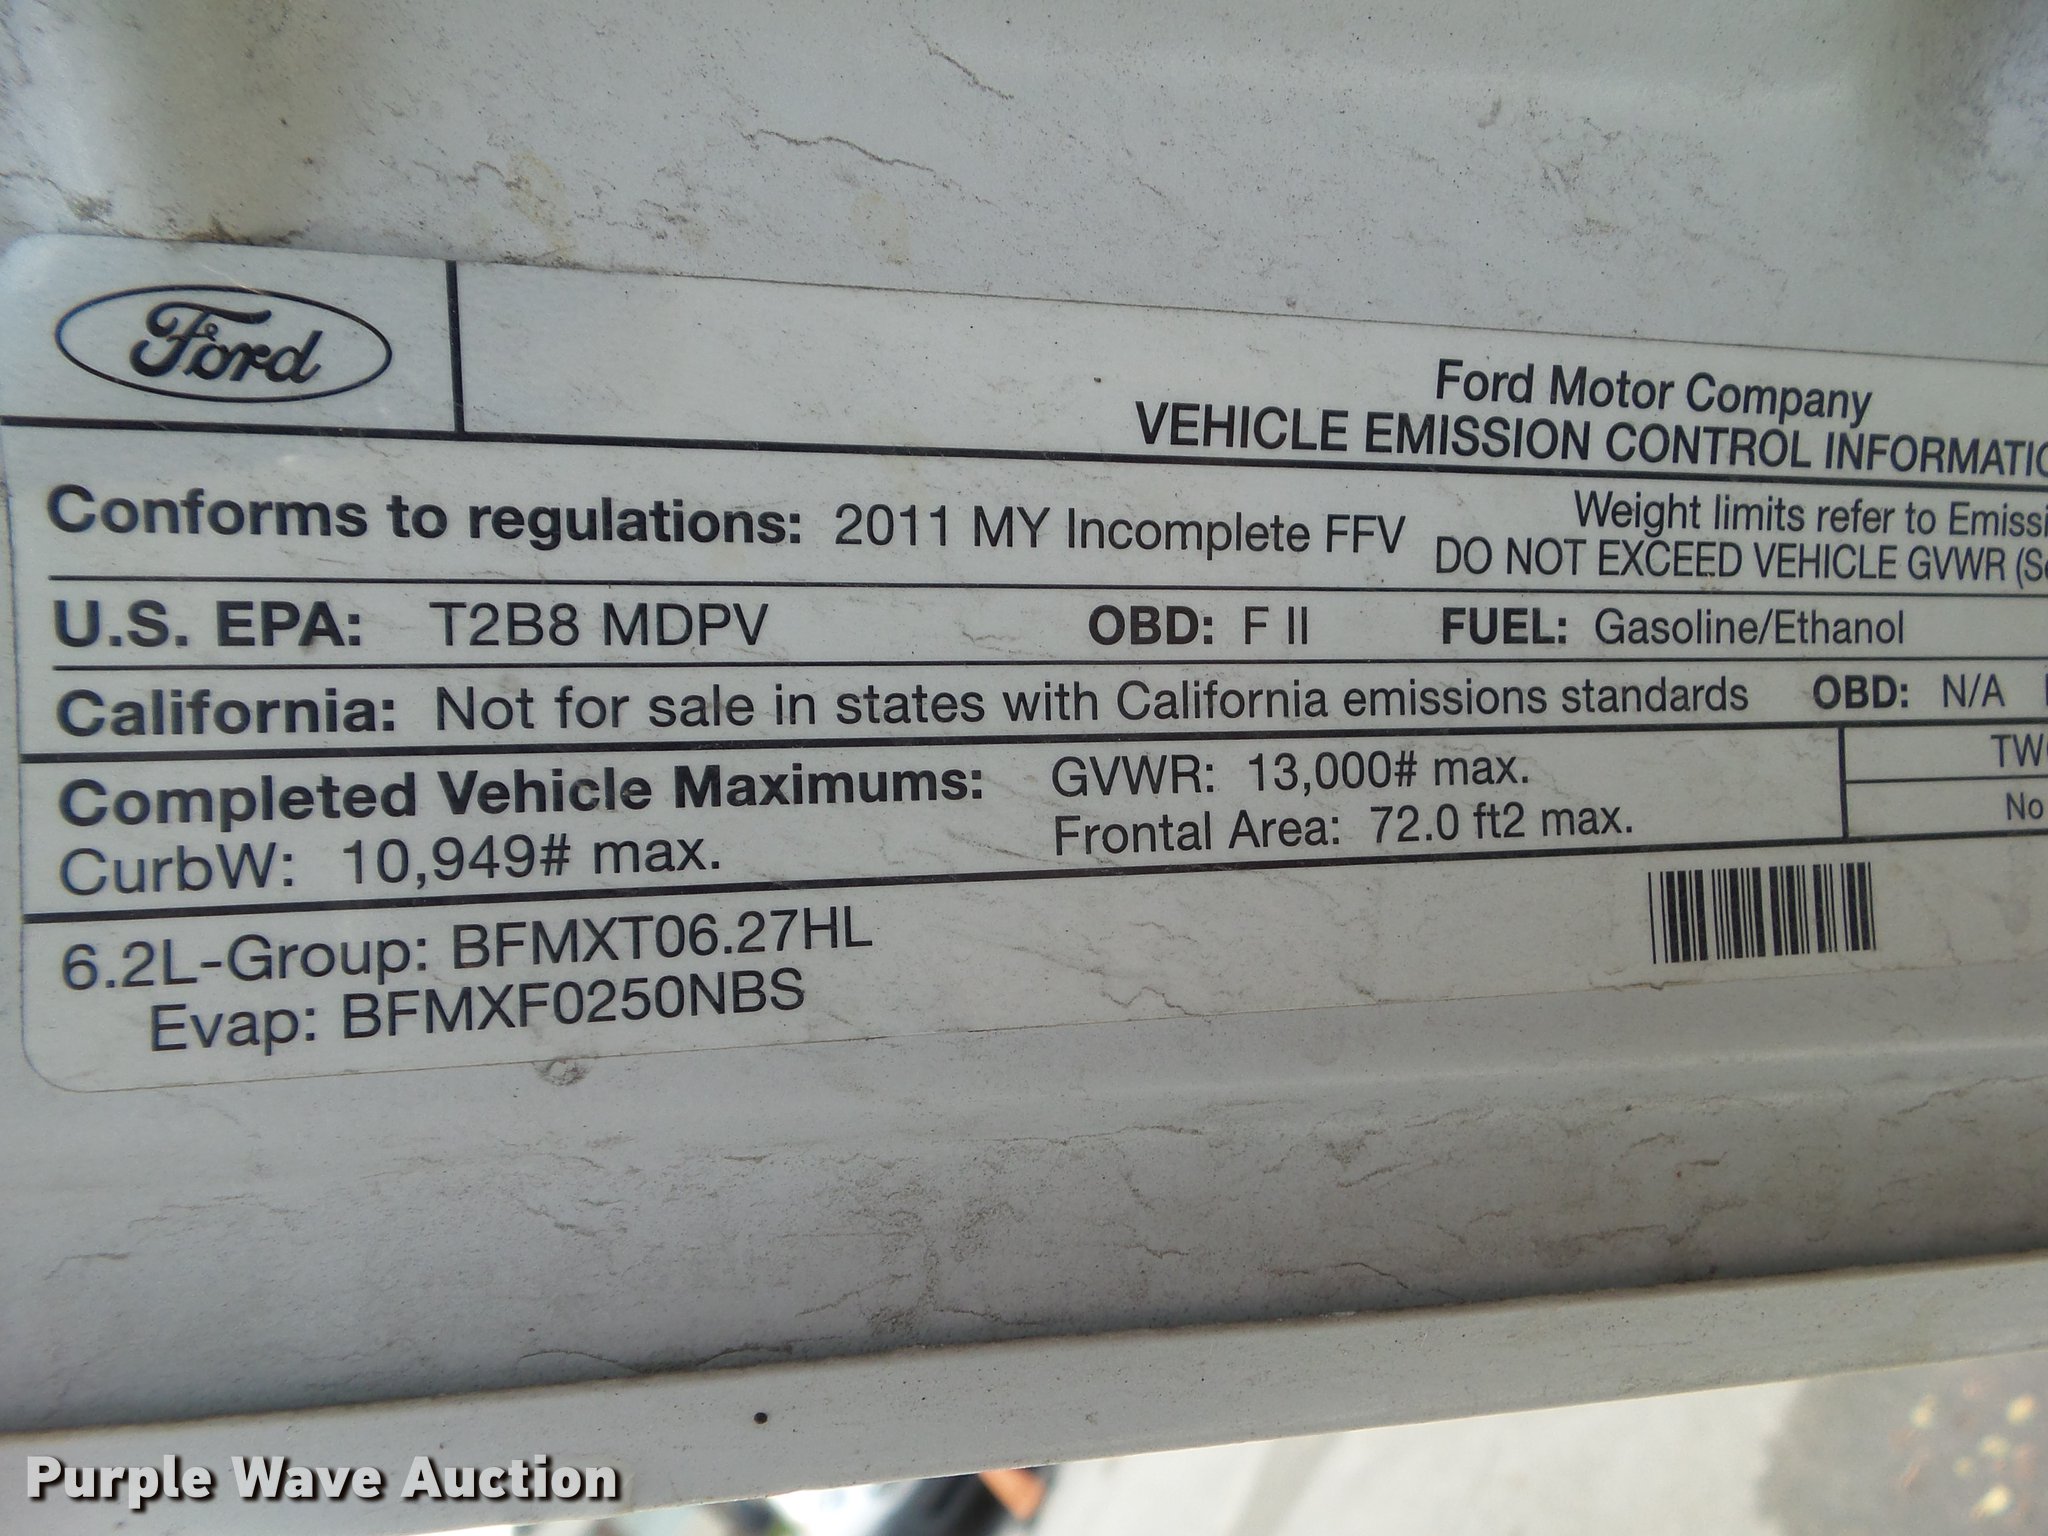 Ford
Ford Motor Company
VEHICLE EMISSION CONTROL
Conforms to regulations: 2011 MY Incomplete FFV
Weight limits refer to
DO NOT EXCEED VEHICLE GVWR
U.S. EPA: T2B8 MDPV OBD: F II FUEL: Gasoline/Ethanol
California: Not for sale in states with California emissions standards OBD: N/A
Completed Vehicle Maximums: GVWR: 13,000# max.
CurbW: 10,949# max. Frontal Area: 72.0 ft2 max.
No
6.2L-Group: BFMXT06.27HL
Evap: BFMXF0250NBS
Purple Wave Auction